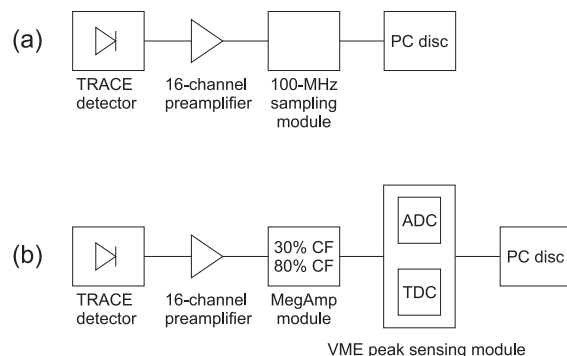 (a)
PC disc
TRACE
detector
16-channel
preamplifier
100-MHz
sampling
module
(b)
30% CF
80% CF
ADC
TDC
PC disc
TRACE
detector
16-channel
preamplifier
MegAmp
module
VME peak sensing module